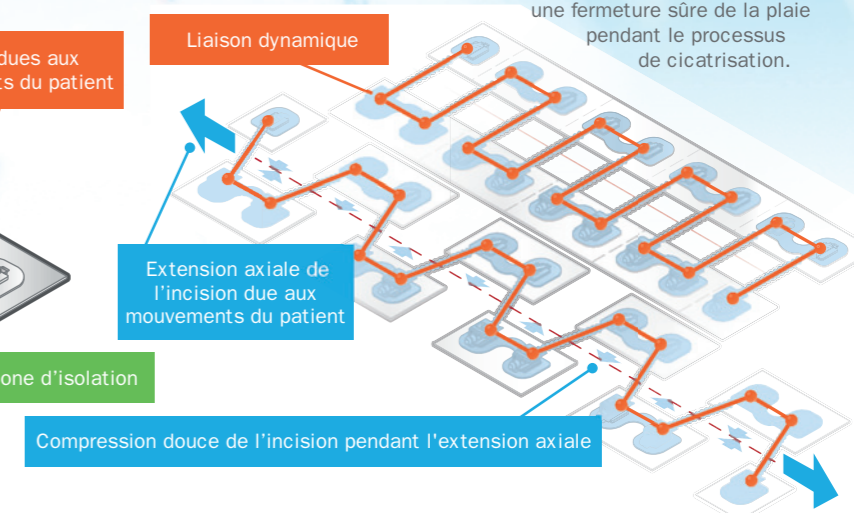 une fermeture sûre de la plaie
pendant le processus
de cicatrisation.
dues aux
ts du patient
Liaison dynamique
Extension axiale de
l’incision due aux
mouvements du patient
one d’isolation
Compression douce de l’incision pendant l'extension axiale